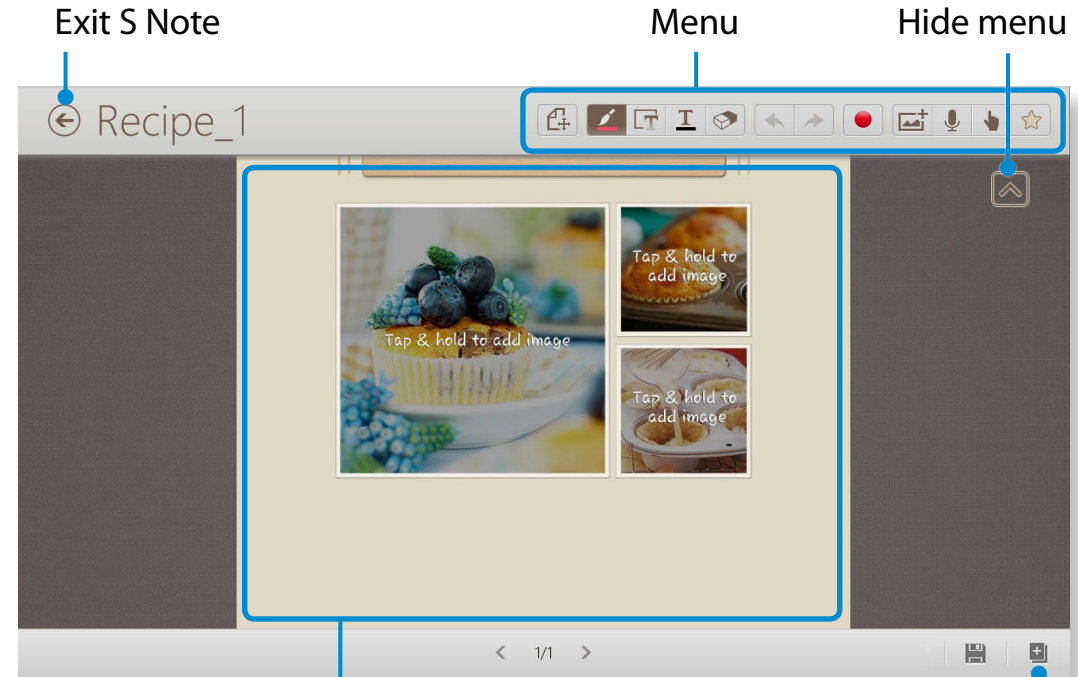 Exit S Note
Menu
Hide menu
Recipe_1
T
T
Tap & hold to
add image
Tap & hold to add image
Tap & hold to
add image
1/1